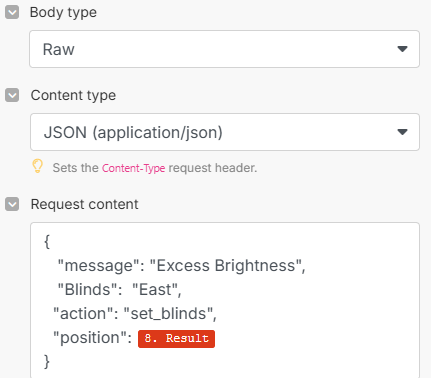 Body type
Raw
Content type
JSON (application/json)
Sets the Content-Type request header.
Request content
{
"message": "Excess Brightness",
"Blinds":  "East",
"action": "set_blinds",
"position": 8. Result
}